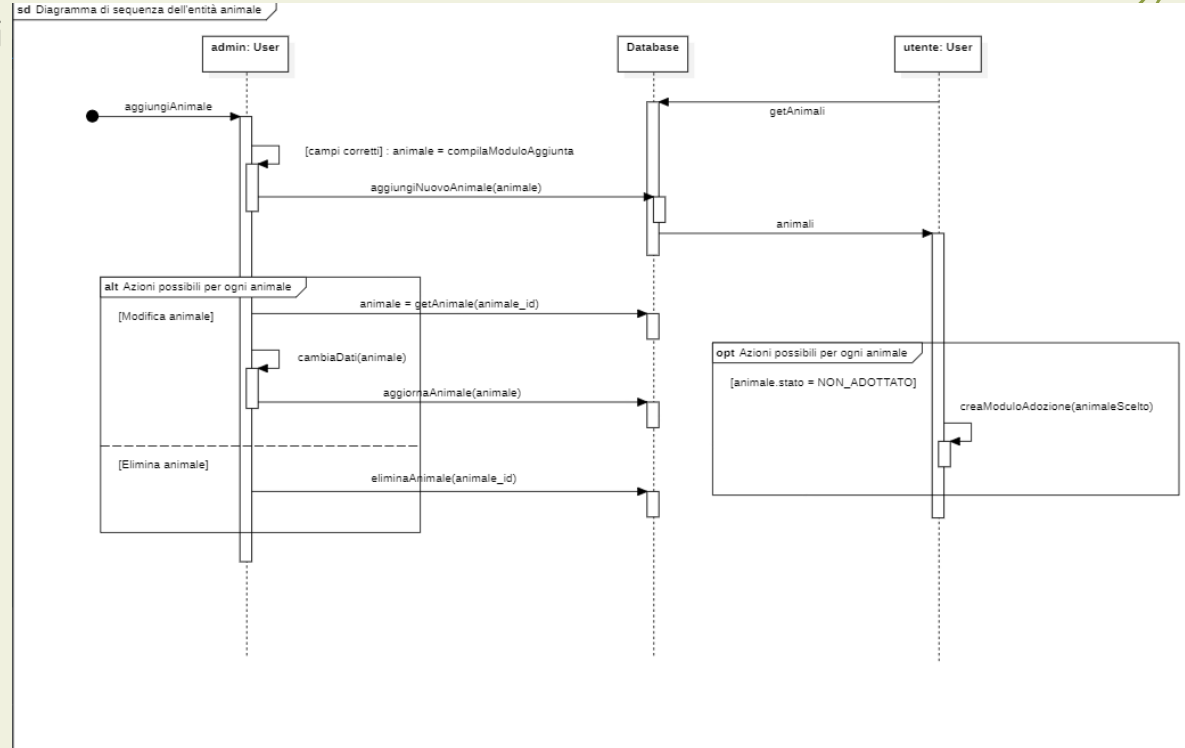 sd Diagramma di sequenza dell'entità animale
admin: User
Database
utente: User
aggiungiAnimale
getAnimali
[campi corretti] : animale = compilaModuloAggiunta
aggiungiNuovoAnimale(animale)
animali
alt Azioni possibili per ogni animale
animale = getAnimale(animale_id)
[Modifica animale]
cambiaDati(animale)
opt Azioni possibili per ogni animale
[animale.stato = NON_ADOTTATO]
aggiornaAnimale(animale)
creaModuloAdozione(animaleScelto)
[Elimina animale]
eliminaAnimale(animale_id)